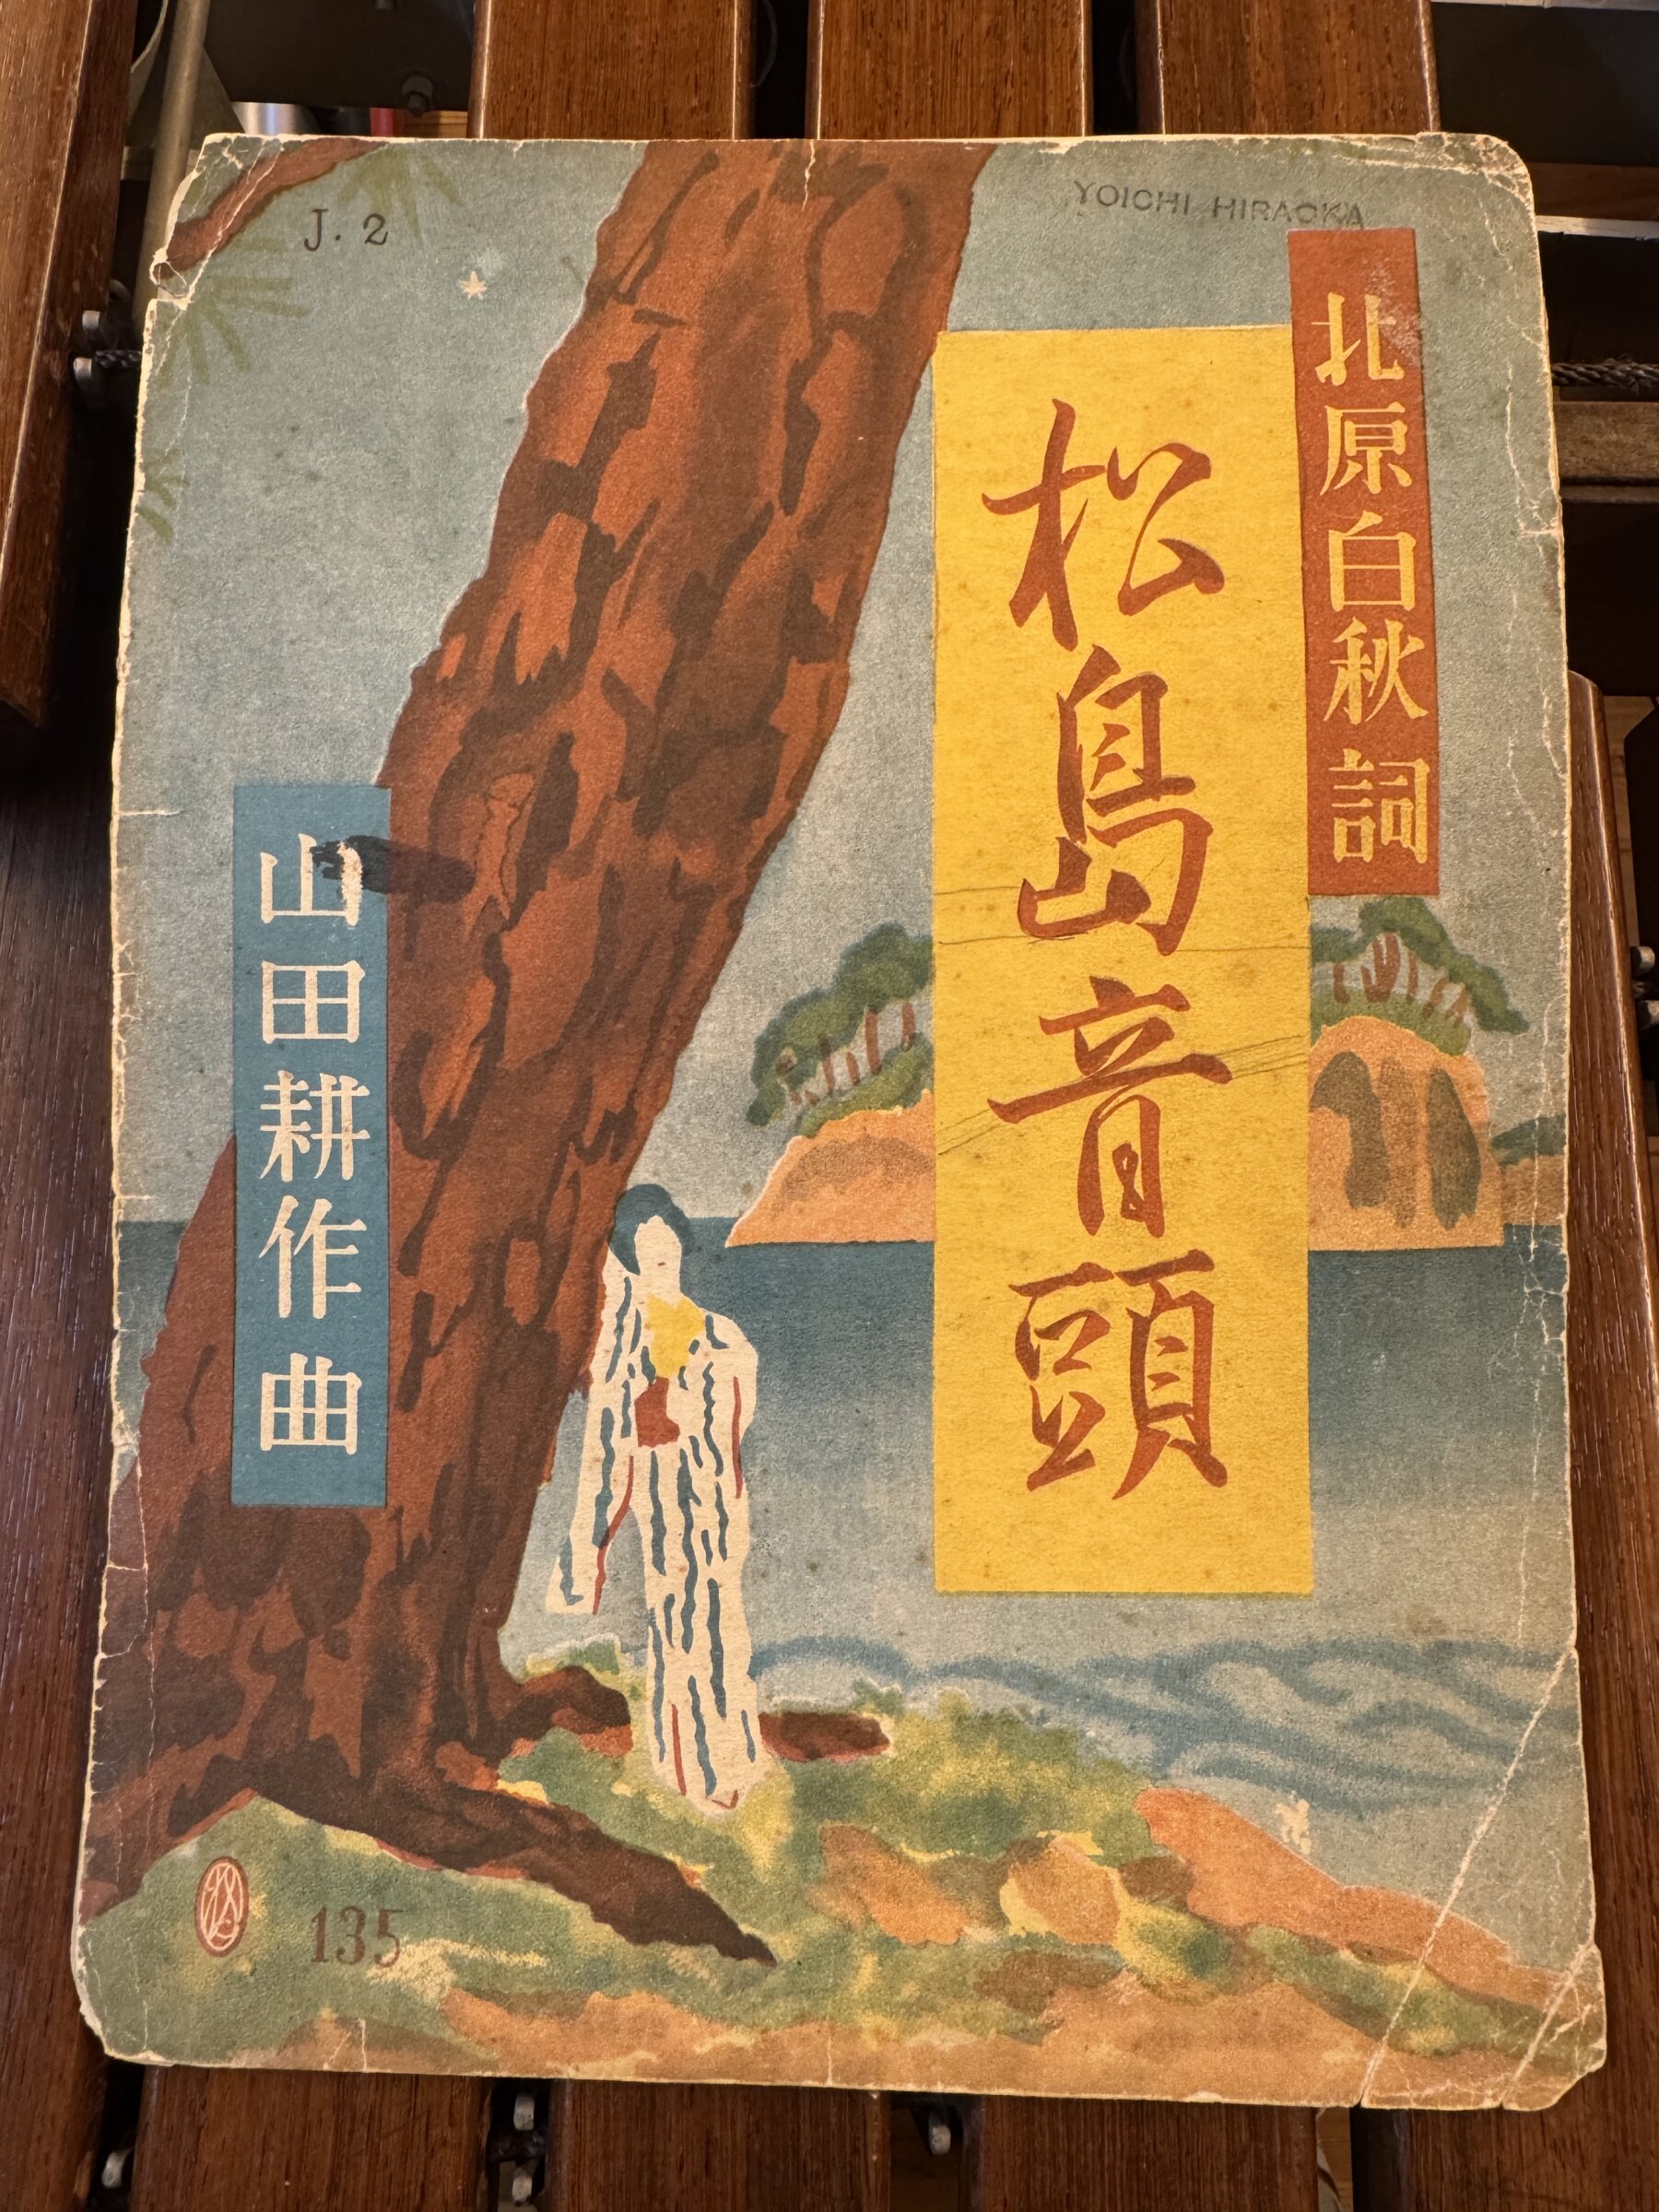 J. 2
YOICHI HIRAOKA
北原白秋 詞
松島音頭
山田耕作 曲
135